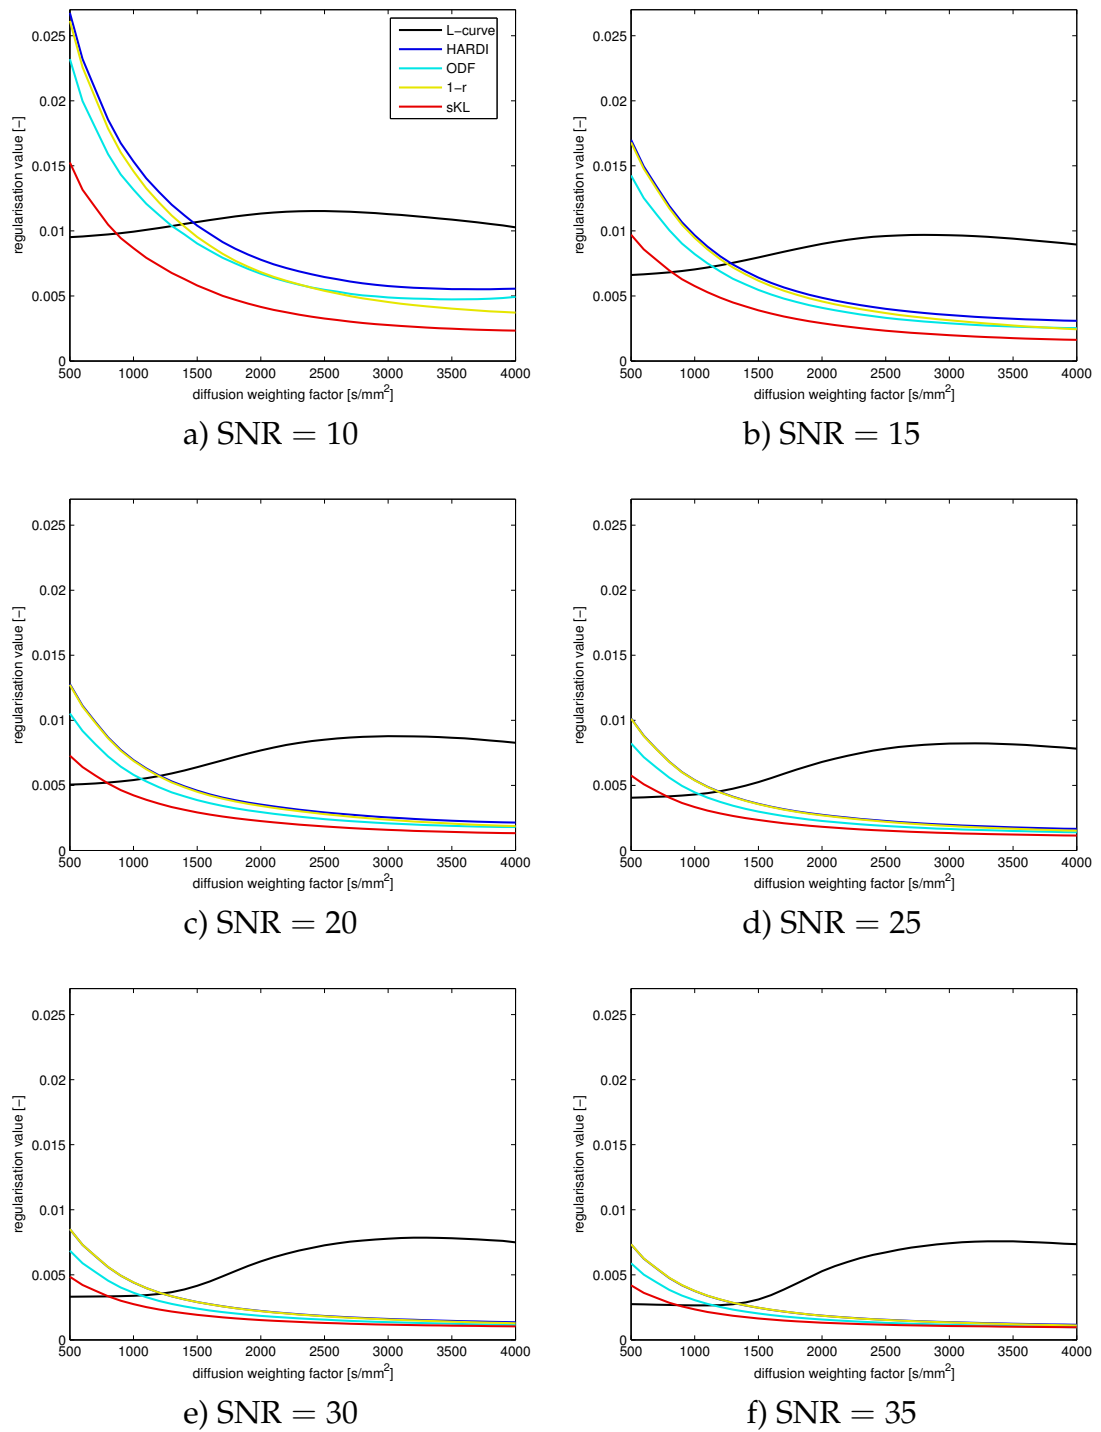 0.025
0.02
0.015
0.01
0.005
0
regularisation value [−]
L−curve
HARDI
ODF
1−r
sKL
500 1000 1500 2000 2500 3000 3500 4000
diffusion weighting factor [s/mm²]
a) SNR = 10
0.025
0.02
0.015
0.01
0.005
0
regularisation value [−]
500 1000 1500 2000 2500 3000 3500 4000
diffusion weighting factor [s/mm²]
b) SNR = 15
0.025
0.02
0.015
0.01
0.005
0
regularisation value [−]
500 1000 1500 2000 2500 3000 3500 4000
diffusion weighting factor [s/mm²]
c) SNR = 20
0.025
0.02
0.015
0.01
0.005
0
regularisation value [−]
500 1000 1500 2000 2500 3000 3500 4000
diffusion weighting factor [s/mm²]
d) SNR = 25
0.025
0.02
0.015
0.01
0.005
0
regularisation value [−]
500 1000 1500 2000 2500 3000 3500 4000
diffusion weighting factor [s/mm²]
e) SNR = 30
0.025
0.02
0.015
0.01
0.005
0
regularisation value [−]
500 1000 1500 2000 2500 3000 3500 4000
diffusion weighting factor [s/mm²]
f) SNR = 35